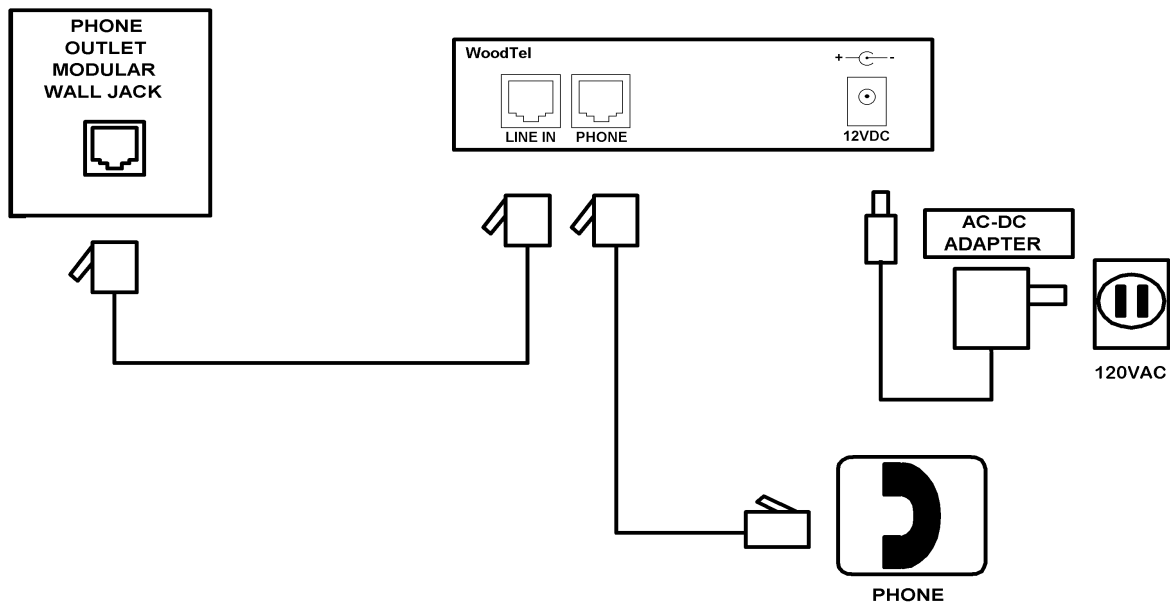 PHONE
OUTLET
MODULAR
WALL JACK
WoodTel
+ -
LINE IN
PHONE
12VDC
AC-DC
ADAPTER
120VAC
PHONE